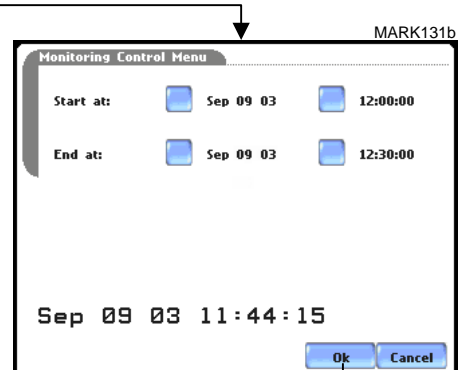 MARK131b
Monitoring Control Menu
Start at: Sep 09 03 12:00:00
End at: Sep 09 03 12:30:00
Sep 09 03 11:44:15
Ok Cancel